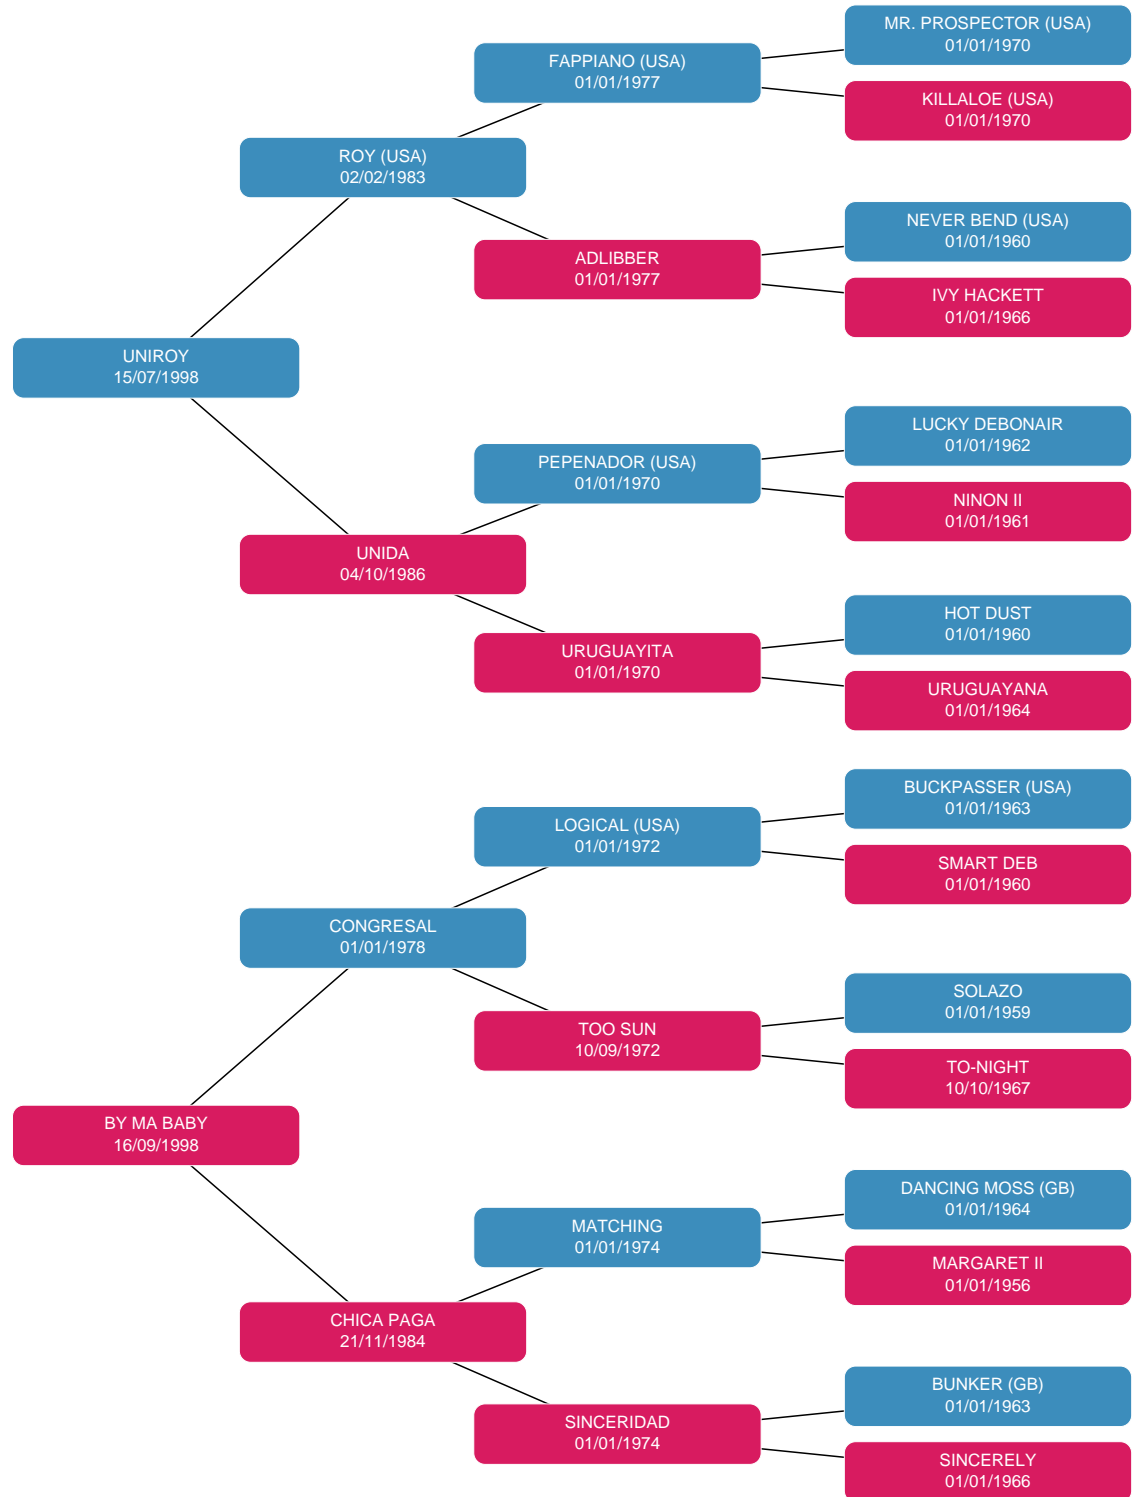 MR. PROSPECTOR (USA)
01/01/1970
FAPPIANO (USA)
01/01/1977
KILLALOE (USA)
01/01/1970
ROY (USA)
02/02/1983
NEVER BEND (USA)
01/01/1960
ADLIBBER
01/01/1977
IVY HACKETT
01/01/1966
UNIROY
15/07/1998
LUCKY DEBONAIR
01/01/1962
PEPENADOR (USA)
01/01/1970
NINON II
01/01/1961
UNIDA
04/10/1986
HOT DUST
01/01/1960
URUGUAYITA
01/01/1970
URUGUAYANA
01/01/1964
BUCKPASSER (USA)
01/01/1963
LOGICAL (USA)
01/01/1972
SMART DEB
01/01/1960
CONGRESAL
01/01/1978
SOLAZO
01/01/1959
TOO SUN
10/09/1972
TO-NIGHT
10/10/1967
BY MA BABY
16/09/1998
DANCING MOSS (GB)
01/01/1964
MATCHING
01/01/1974
MARGARET II
01/01/1956
CHICA PAGA
21/11/1984
BUNKER (GB)
01/01/1963
SINCERIDAD
01/01/1974
SINCERELY
01/01/1966